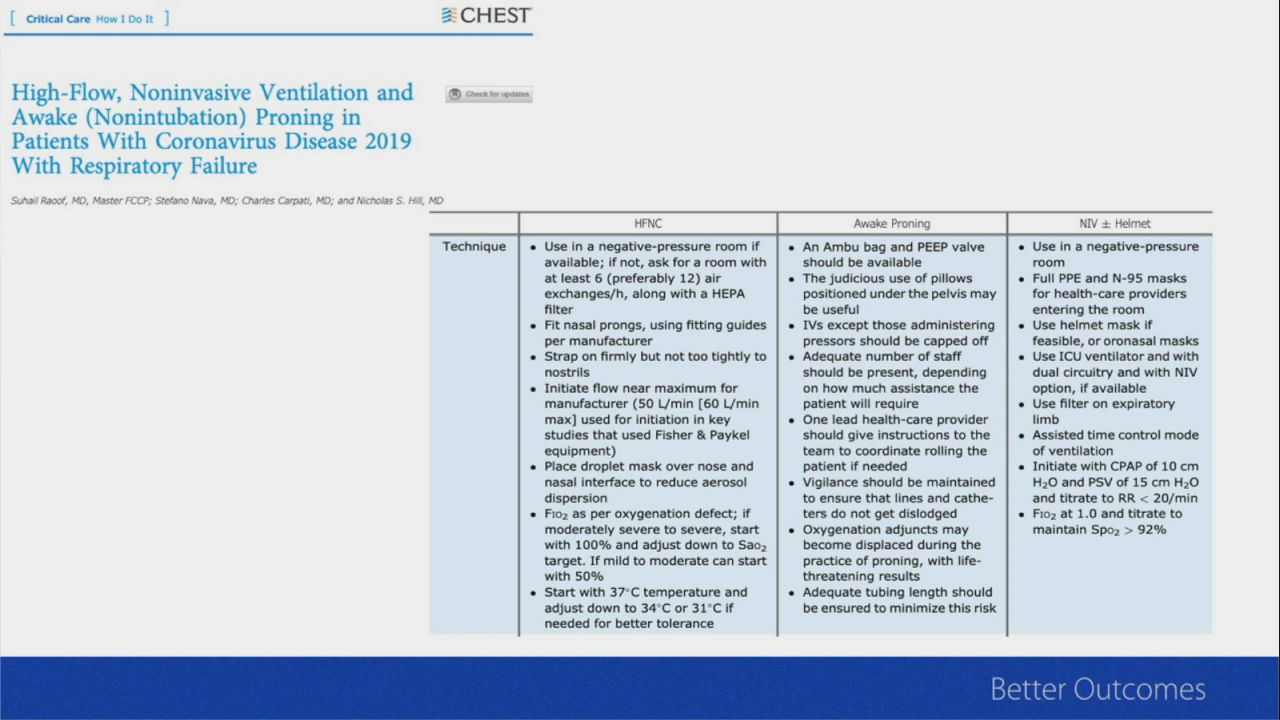 [ Critical Care How I Do It ]
CHEST
High-Flow, Noninvasive Ventilation and
Awake (Nonintubation) Proning in
Patients With Coronavirus Disease 2019
With Respiratory Failure
Check for updates
Suhail Raoof, MD, Master FCCP; Stefano Nava, MD; Charles Carpati, MD; and Nicholas S. Hill, MD
HFNC
Awake Proning
NIV ± Helmet
Technique
• Use in a negative-pressure room if
available; if not, ask for a room with
at least 6 (preferably 12) air
exchanges/h, along with a HEPA
filter
• Fit nasal prongs, using fitting guides
per manufacturer
• Strap on firmly but not too tightly to
nostrils
• Initiate flow near maximum for
manufacturer (50 L/min [60 L/min
max] used for initiation in key
studies that used Fisher & Paykel
equipment)
• Place droplet mask over nose and
nasal interface to reduce aerosol
dispersion
• FIO₂ as per oxygenation defect; if
moderately severe to severe, start
with 100% and adjust down to SaO₂
target. If mild to moderate can start
with 50%
• Start with 37°C temperature and
adjust down to 34°C or 31°C if
needed for better tolerance
• An Ambu bag and PEEP valve
should be available
• The judicious use of pillows
positioned under the pelvis may
be useful
• IVs except those administering
pressors should be capped off
• Adequate number of staff
should be present, depending
on how much assistance the
patient will require
• One lead health-care provider
should give instructions to the
team to coordinate rolling the
patient if needed
• Vigilance should be maintained
to ensure that lines and cathe-
ters do not get dislodged
• Oxygenation adjuncts may
become displaced during the
practice of proning, with life-
threatening results
• Adequate tubing length should
be ensured to minimize this risk
• Use in a negative-pressure
room
• Full PPE and N-95 masks
for health-care providers
entering the room
• Use helmet mask if
feasible, or oronasal masks
• Use ICU ventilator and with
dual circuitry and with NIV
option, if available
• Use filter on expiratory
limb
• Assisted time control mode
of ventilation
• Initiate with CPAP of 10 cm
H₂O and PSV of 15 cm H₂O
and titrate to RR < 20/min
• FIO₂ at 1.0 and titrate to
maintain SpO₂ > 92%
Better Outcomes